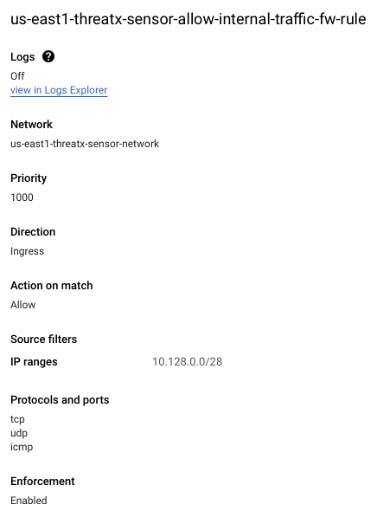 us-east1-threatx-sensor-allow-internal-traffic-fw-rule
Logs ?
Off
view in Logs Explorer
Network
us-east1-threatx-sensor-network
Priority
1000
Direction
Ingress
Action on match
Allow
Source filters
IP ranges 10.128.0.0/28
Protocols and ports
tcp
udp
icmp
Enforcement
Enabled